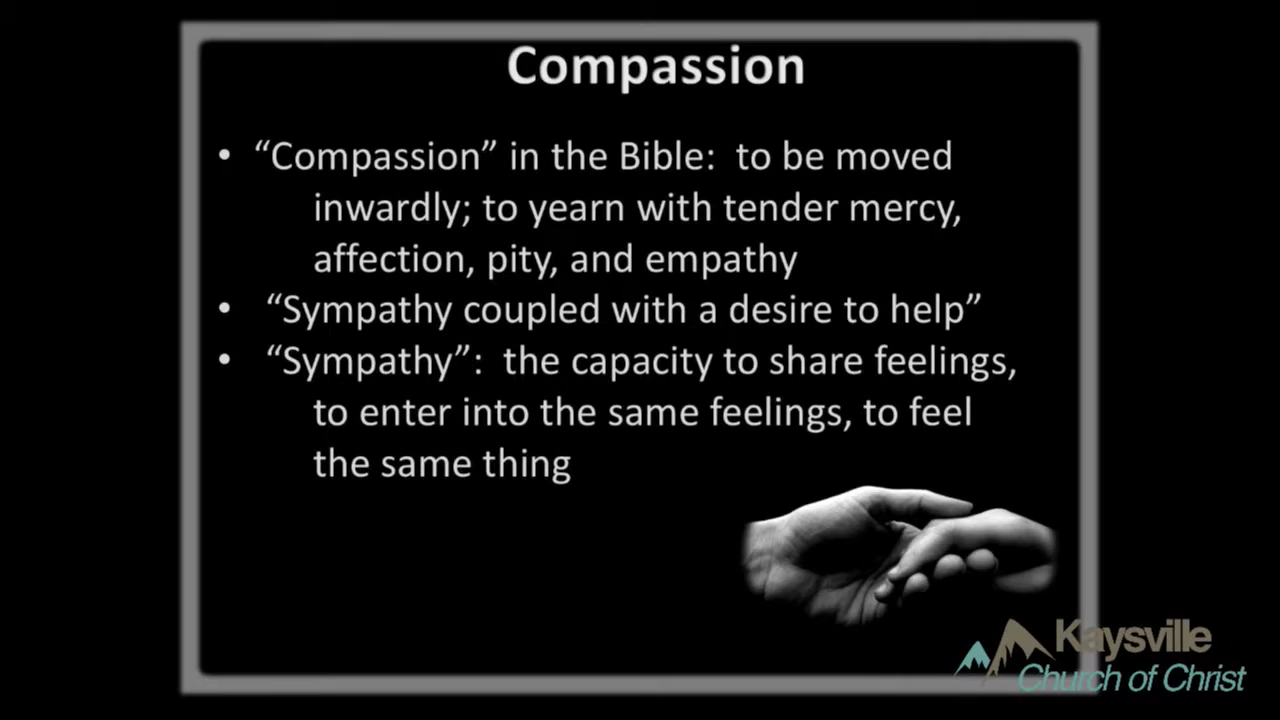 Compassion
• “Compassion” in the Bible: to be moved
inwardly; to yearn with tender mercy,
affection, pity, and empathy
• “Sympathy coupled with a desire to help”
• “Sympathy”: the capacity to share feelings,
to enter into the same feelings, to feel
the same thing
Kaysville
Church of Christ